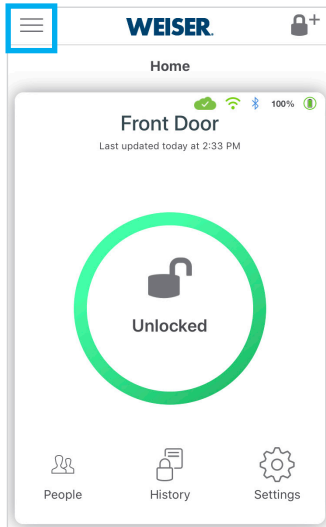 WEISER
Home
100%
Front Door
Last updated today at 2:33 PM
Unlocked
People History Settings